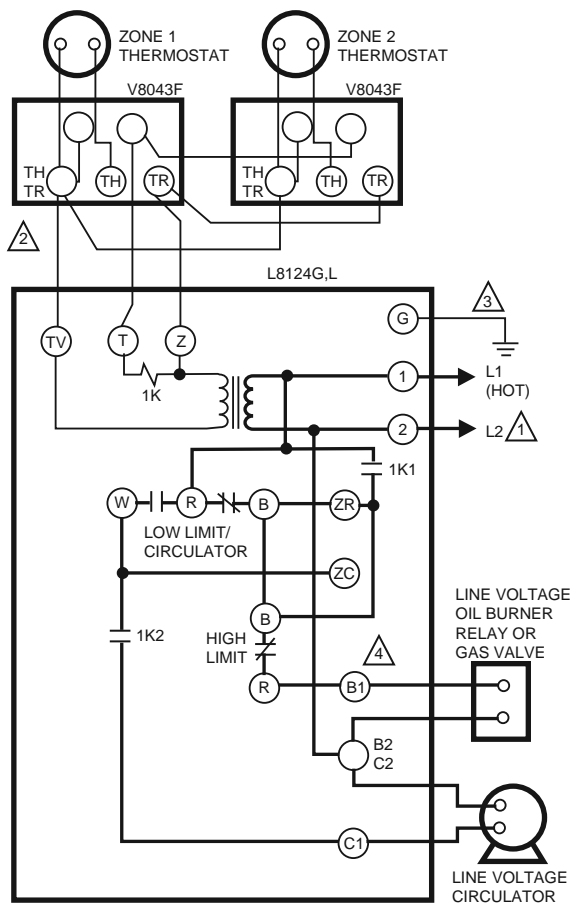 ZONE 1
THERMOSTAT
ZONE 2
THERMOSTAT
V8043F
V8043F
TH
TR
TH
TR
TH
TR
TH
TR
2
L8124G,L
3
G
TV
T
Z
1K
1
L1
(HOT)
2
L2
1
1K1
W
R
B
ZR
LOW LIMIT/
CIRCULATOR
ZC
1K2
B
HIGH
LIMIT
R
4
B1
LINE VOLTAGE
OIL BURNER
RELAY OR
GAS VALVE
B2
C2
C1
LINE VOLTAGE
CIRCULATOR